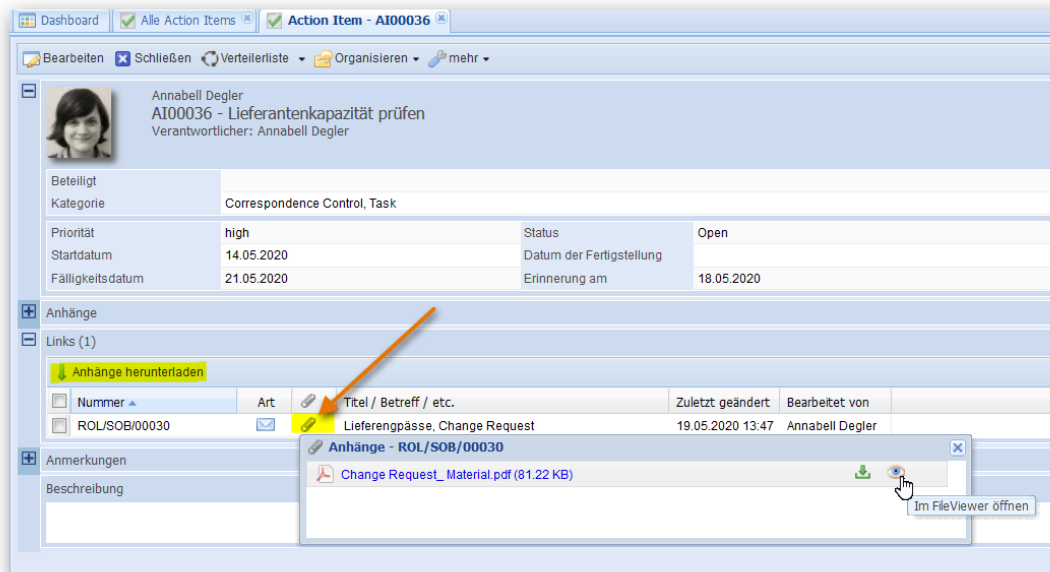 Dashboard Alle Action Items Action Item - AI00036
Bearbeiten Schließen Verteilerliste Organisieren mehr
Annabell Degler
AI00036 - Lieferantenkapazität prüfen
Verantwortlicher: Annabell Degler
Beteiligt
Kategorie Correspondence Control, Task
Priorität high Status Open
Startdatum 14.05.2020 Datum der Fertigstellung
Fälligkeitsdatum 21.05.2020 Erinnerung am 18.05.2020
Anhänge
Links (1)
Anhänge herunterladen
Nummer Art Titel / Betreff / etc. Zuletzt geändert Bearbeitet von
ROL/SOB/00030 Lieferengpässe, Change Request 19.05.2020 13:47 Annabell Degler
Anhänge - ROL/SOB/00030
Anmerkungen
Change Request_ Material.pdf (81.22 KB)
Beschreibung
Im FileViewer öffnen